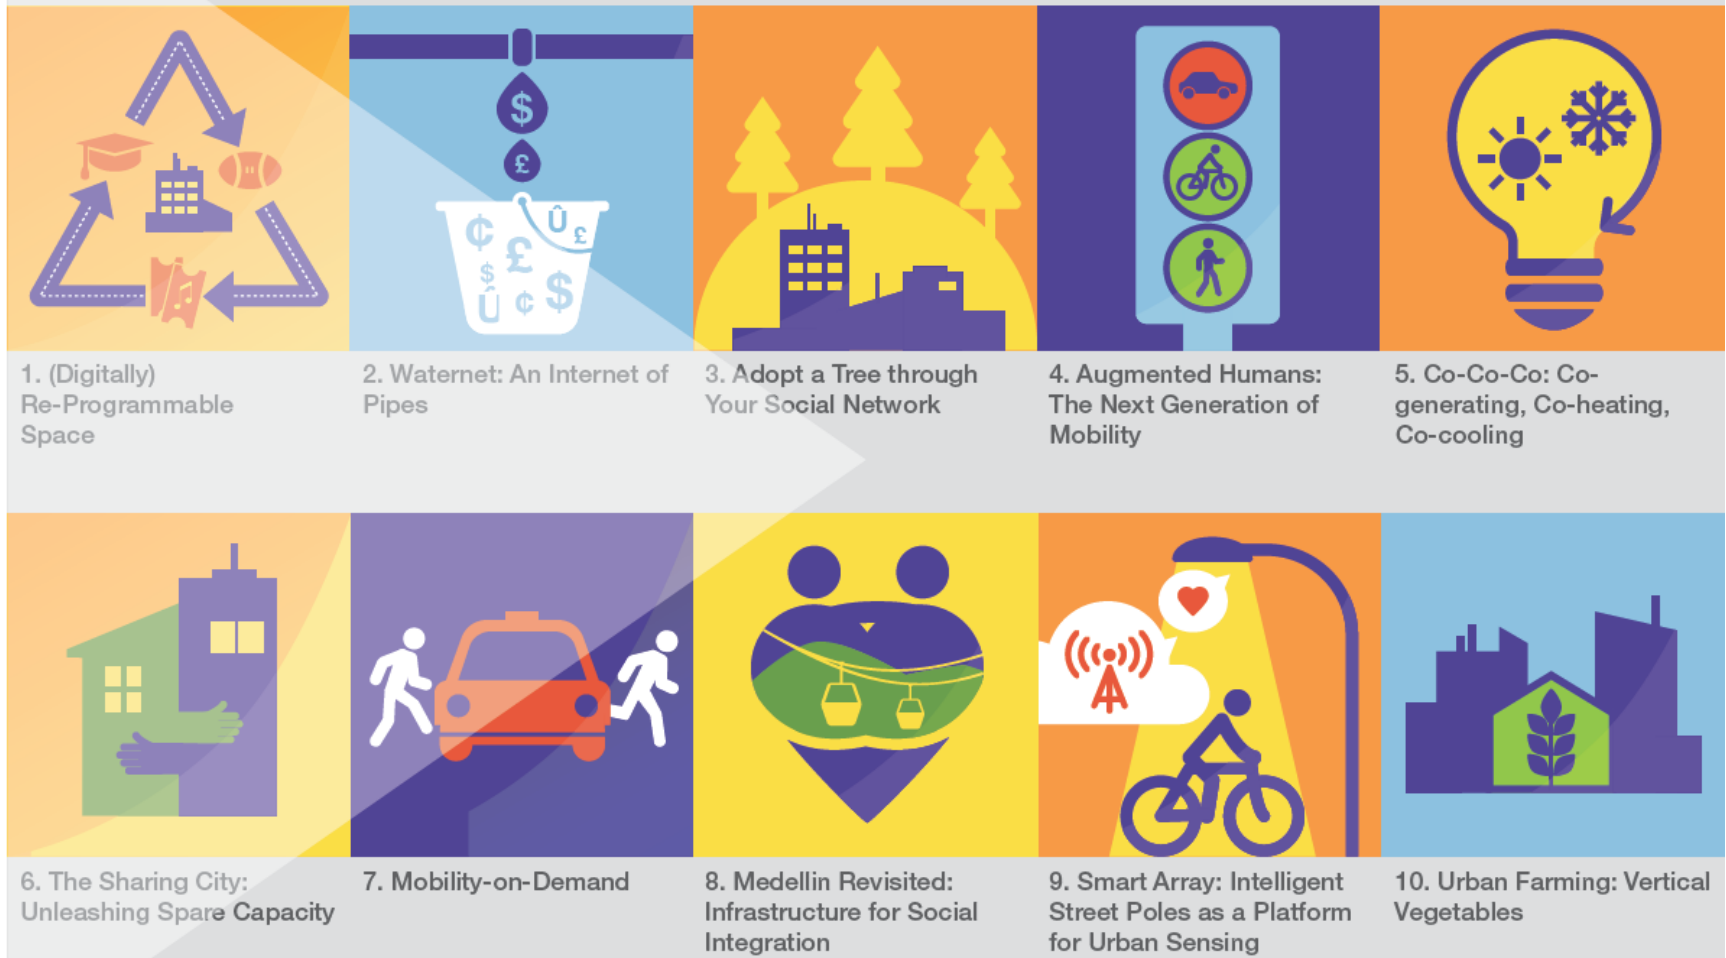 $
£
¢ £ Û £
$ Û ¢ $
1. (Digitally)
Re-Programmable
Space
2. Waternet: An Internet of
Pipes
3. Adopt a Tree through
Your Social Network
4. Augmented Humans:
The Next Generation of
Mobility
5. Co-Co-Co: Co-
generating, Co-heating,
Co-cooling
6. The Sharing City:
Unleashing Spare Capacity
7. Mobility-on-Demand
8. Medellin Revisited:
Infrastructure for Social
Integration
9. Smart Array: Intelligent
Street Poles as a Platform
for Urban Sensing
10. Urban Farming: Vertical
Vegetables